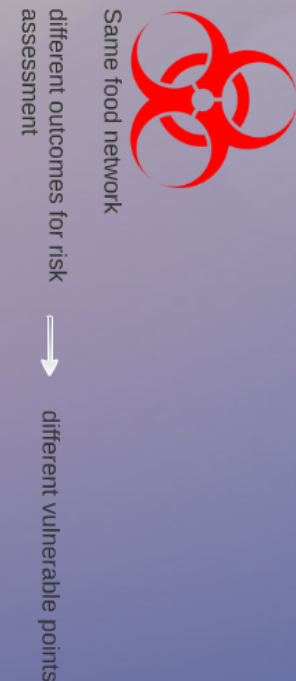 Same food network
different outcomes for risk
assessment
different vulnerable points